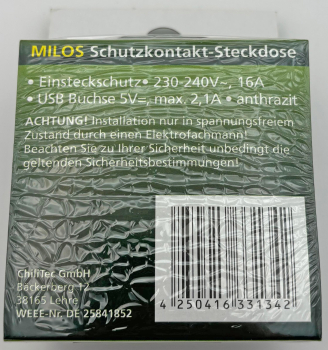 MILOS Schutzkontakt-Steckdose
• Einsteckschutz • 230-240V~, 16A
• USB Buchse 5V=, max. 2,1A • anthrazit
ACHTUNG! Installation nur in spannungsfreiem
Zustand durch einen Elektrofachmann!
Beachten Sie zu Ihrer Sicherheit unbedingt die
geltenden Sicherheitsbestimmungen!
ChiliTec GmbH
Bäckerberg 12
38165 Lehre
WEEE-Nr. DE 25841852
4 250416 331342